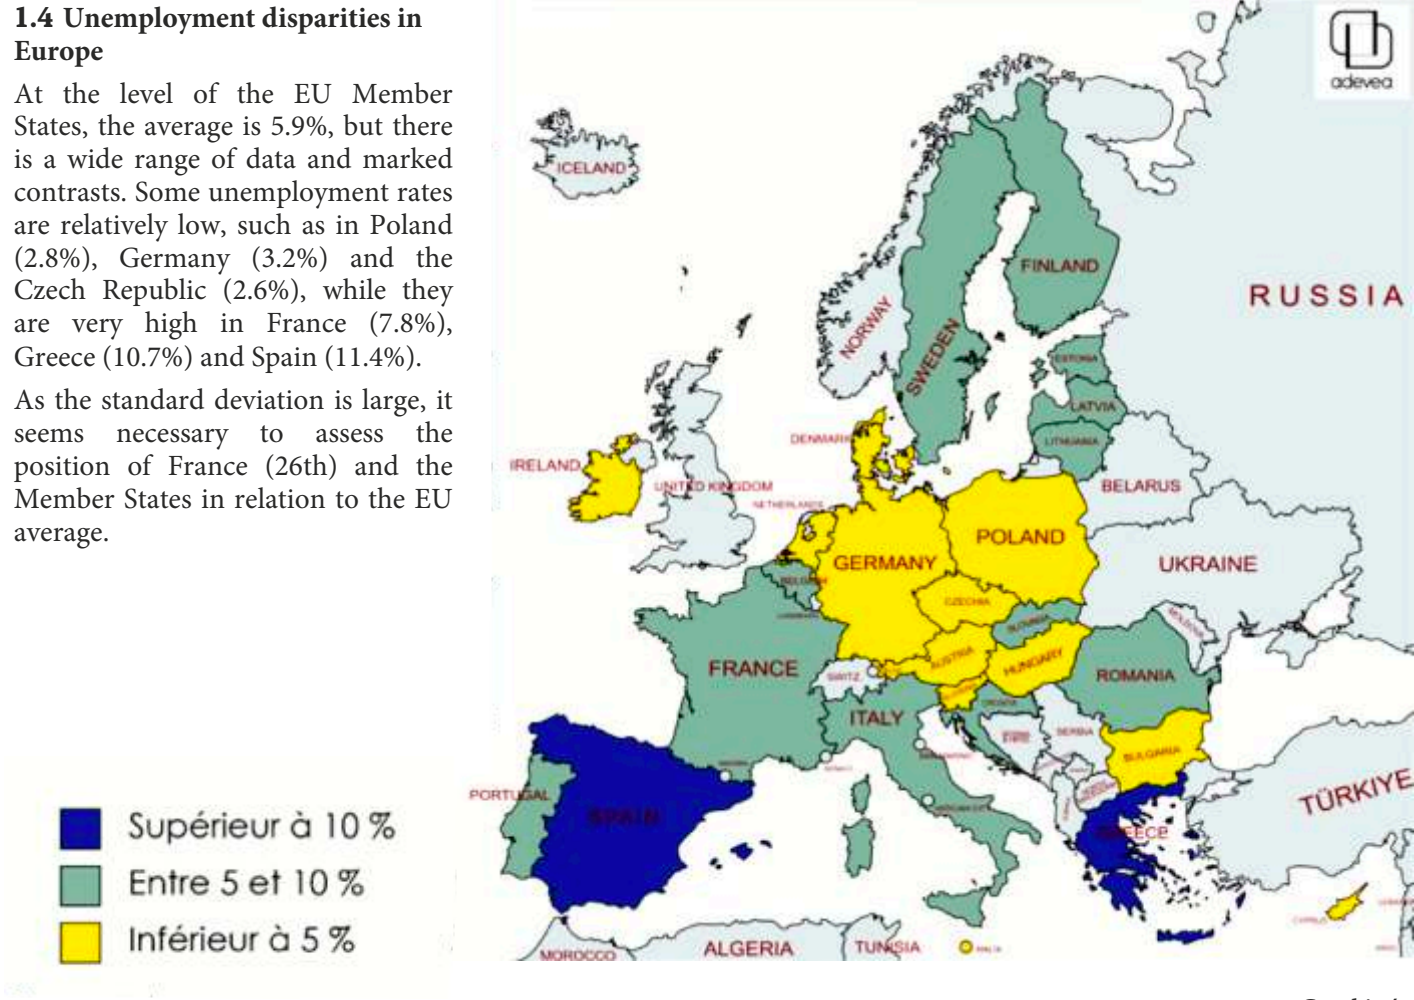 1.4 Unemployment disparities in
Europe
At the level of the EU Member
States, the average is 5.9%, but there
is a wide range of data and marked
contrasts. Some unemployment rates
are relatively low, such as in Poland
(2.8%), Germany (3.2%) and the
Czech Republic (2.6%), while they
are very high in France (7.8%),
Greece (10.7%) and Spain (11.4%).
As the standard deviation is large, it
seems necessary to assess the
position of France (26th) and the
Member States in relation to the EU
average.
Supérieur à 10 %
Entre 5 et 10 %
Inférieur à 5 %
adevea
ICELAND
RUSSIA
FINLAND
NORWAY
SWEDEN
ESTONIA
LATVIA
LITHUANIA
DENMARK
IRELAND
UNITED KINGDOM
NETHERLANDS
BELARUS
POLAND
GERMANY
UKRAINE
BELGIUM
CZECHIA
SLOVAKIA
MOLDOVA
FRANCE
SWITZ.
AUSTRIA
HUNGARY
ROMANIA
ITALY
CROATIA
SERBIA
BULGARIA
PORTUGAL
SPAIN
GREECE
TÜRKIYE
CYPRUS
MOROCCO
ALGERIA
TUNISIA
MALTA